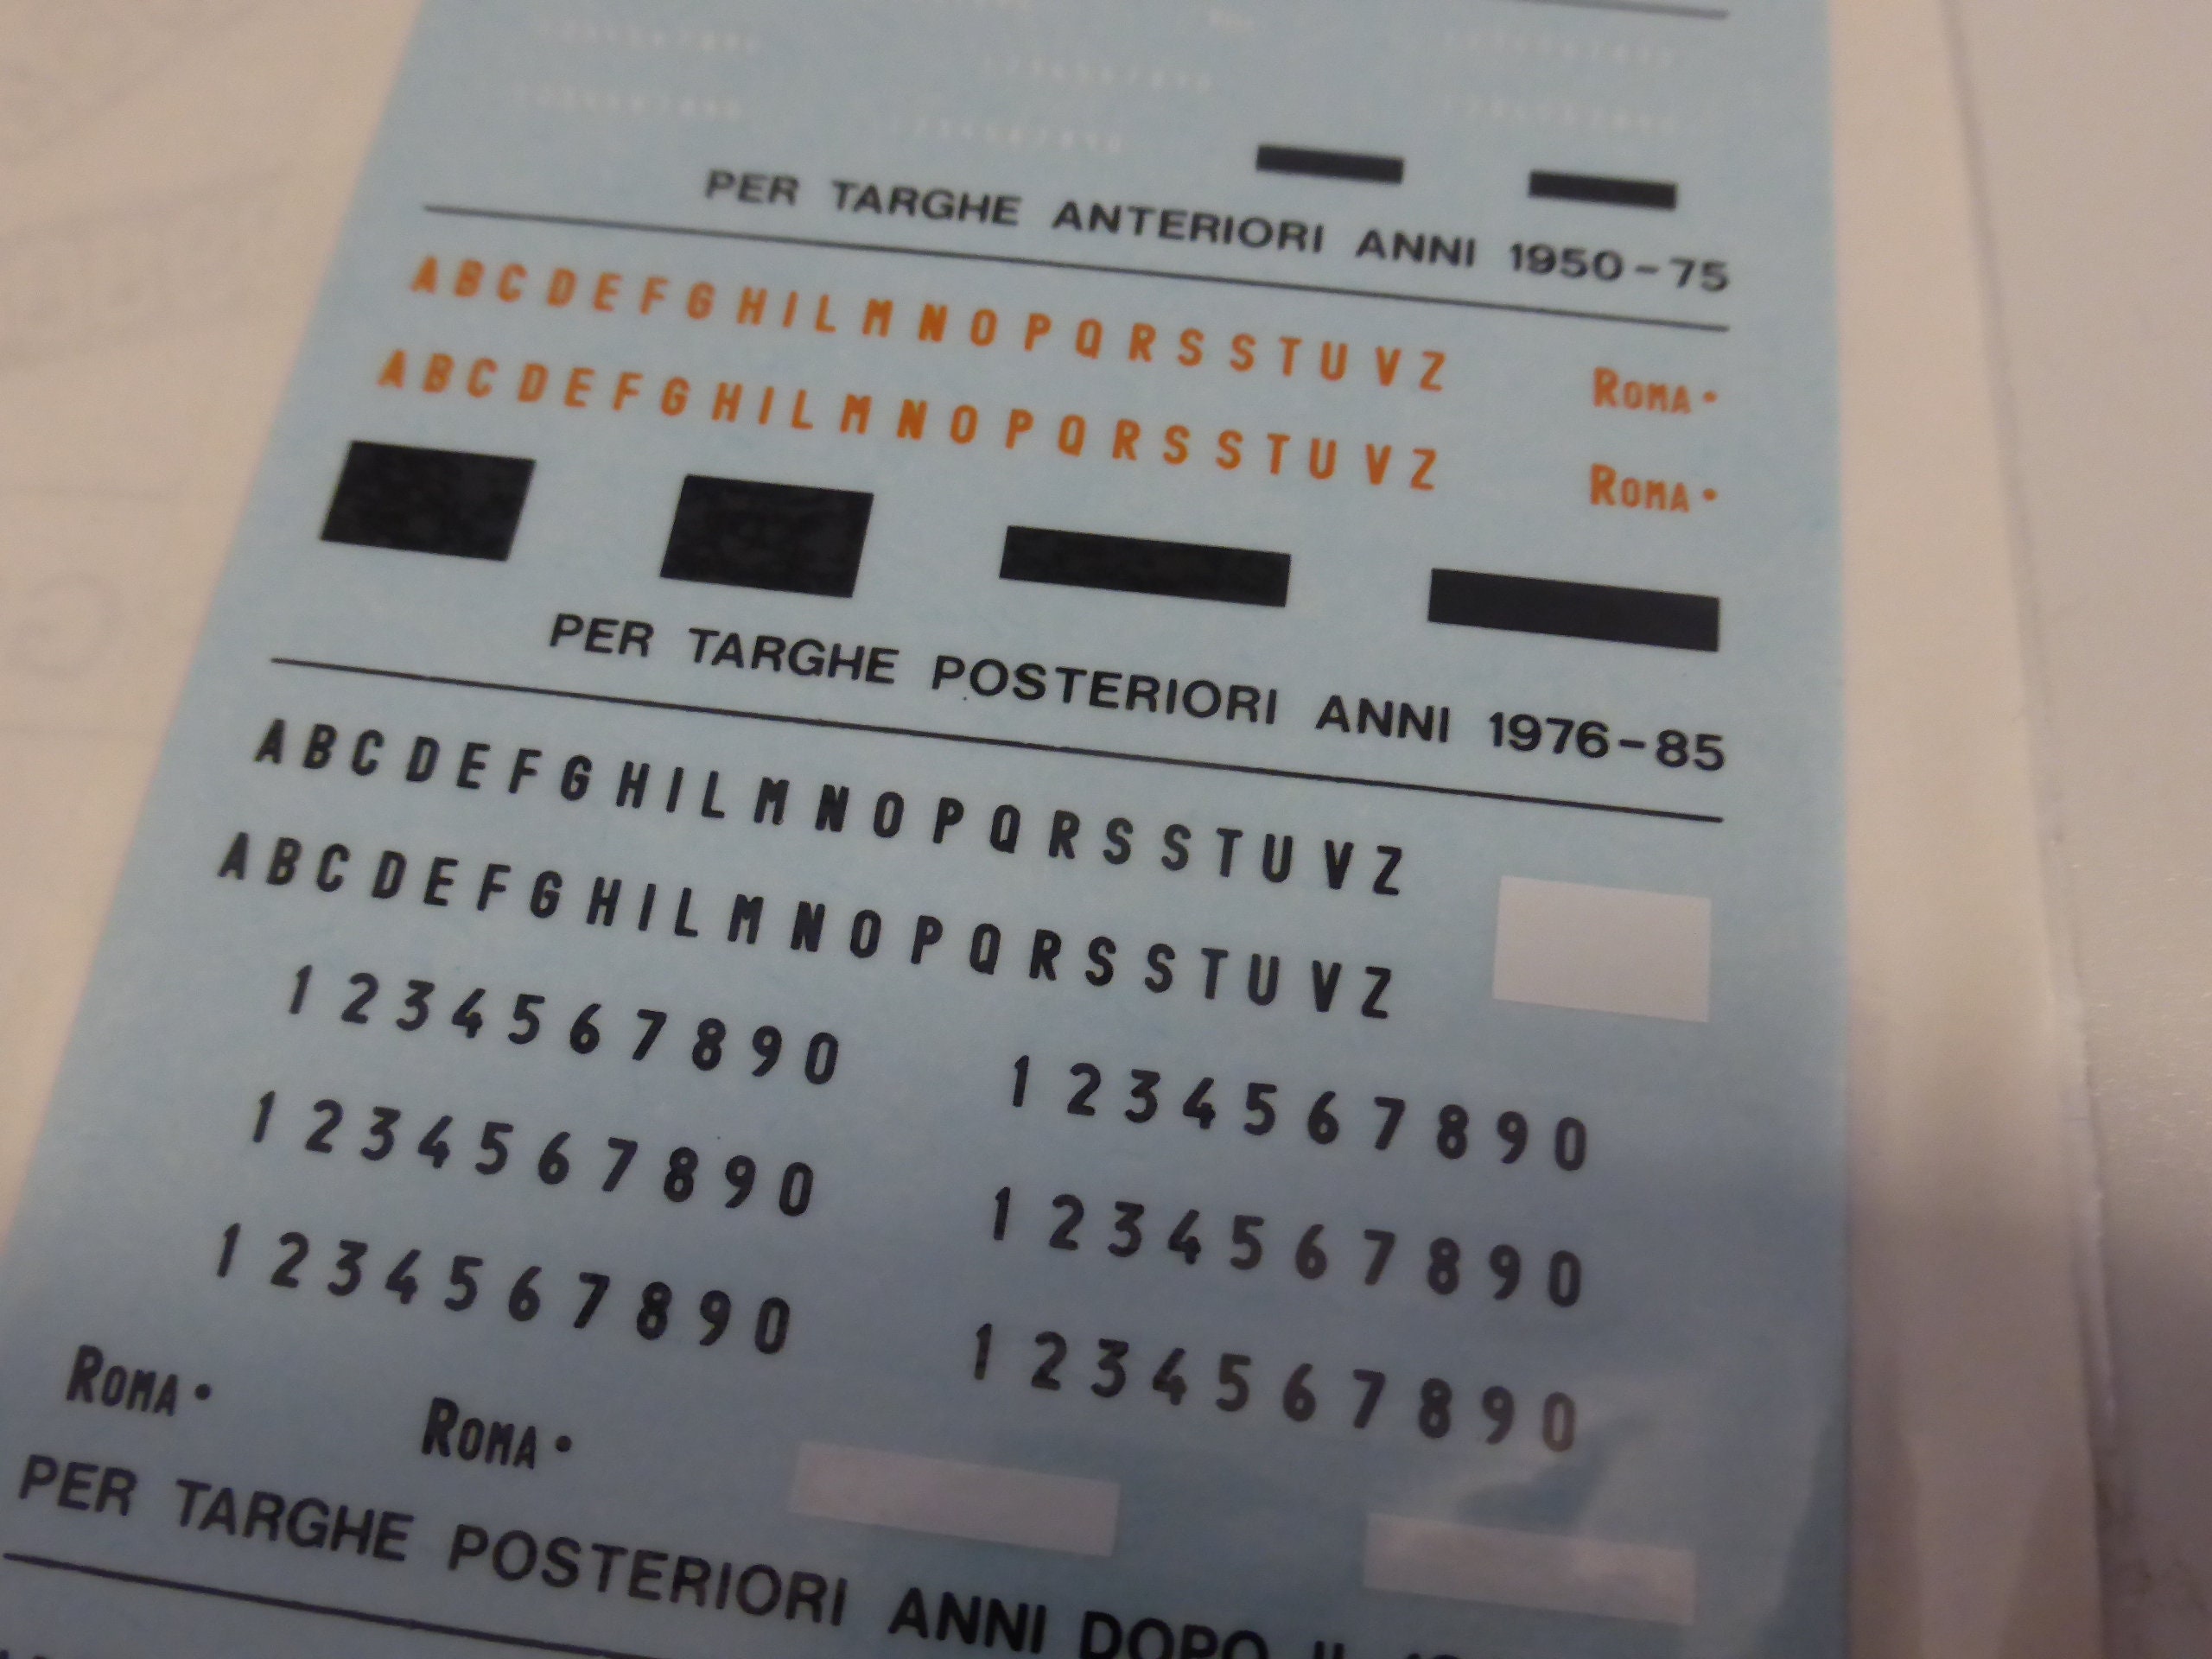 PER TARGHE ANTERIORI ANNI 1950-75
A B C D E F G H I L M N O P Q R S S T U V Z ROMA •
A B C D E F G H I L M N O P Q R S S T U V Z ROMA •
PER TARGHE POSTERIORI ANNI 1976-85
A B C D E F G H I L M N O P Q R S S T U V Z
A B C D E F G H I L M N O P Q R S S T U V Z
1 2 3 4 5 6 7 8 9 0 1 2 3 4 5 6 7 8 9 0
1 2 3 4 5 6 7 8 9 0 1 2 3 4 5 6 7 8 9 0
1 2 3 4 5 6 7 8 9 0 1 2 3 4 5 6 7 8 9 0
ROMA • ROMA •
PER TARGHE POSTERIORI ANNI DOPO IL